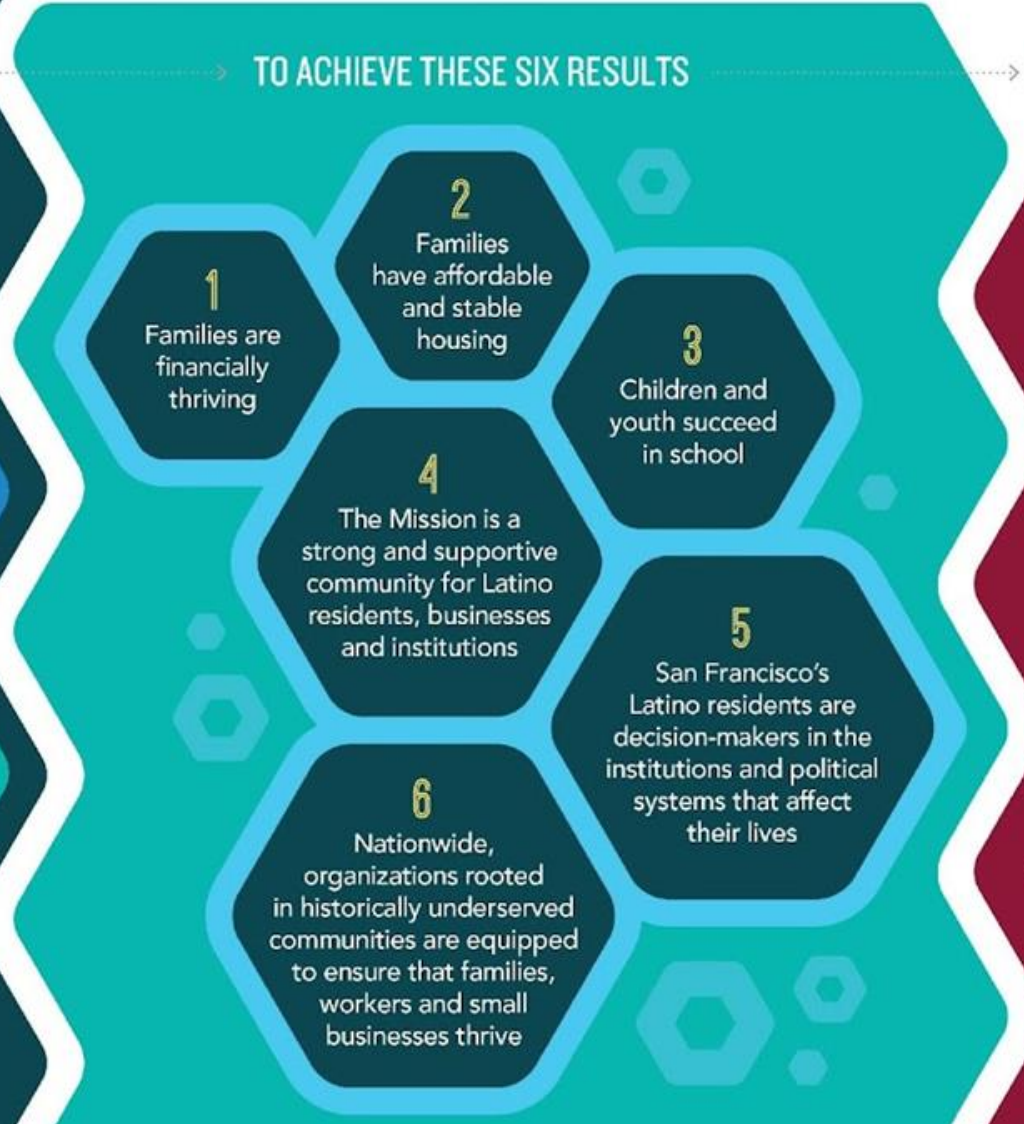 TO ACHIEVE THESE SIX RESULTS
1
Families are
financially
thriving
2
Families
have affordable
and stable
housing
3
Children and
youth succeed
in school
4
The Mission is a
strong and supportive
community for Latino
residents, businesses
and institutions
5
San Francisco's
Latino residents are
decision-makers in the
institutions and political
systems that affect
their lives
6
Nationwide,
organizations rooted
in historically underserved
communities are equipped
to ensure that families,
workers and small
businesses thrive